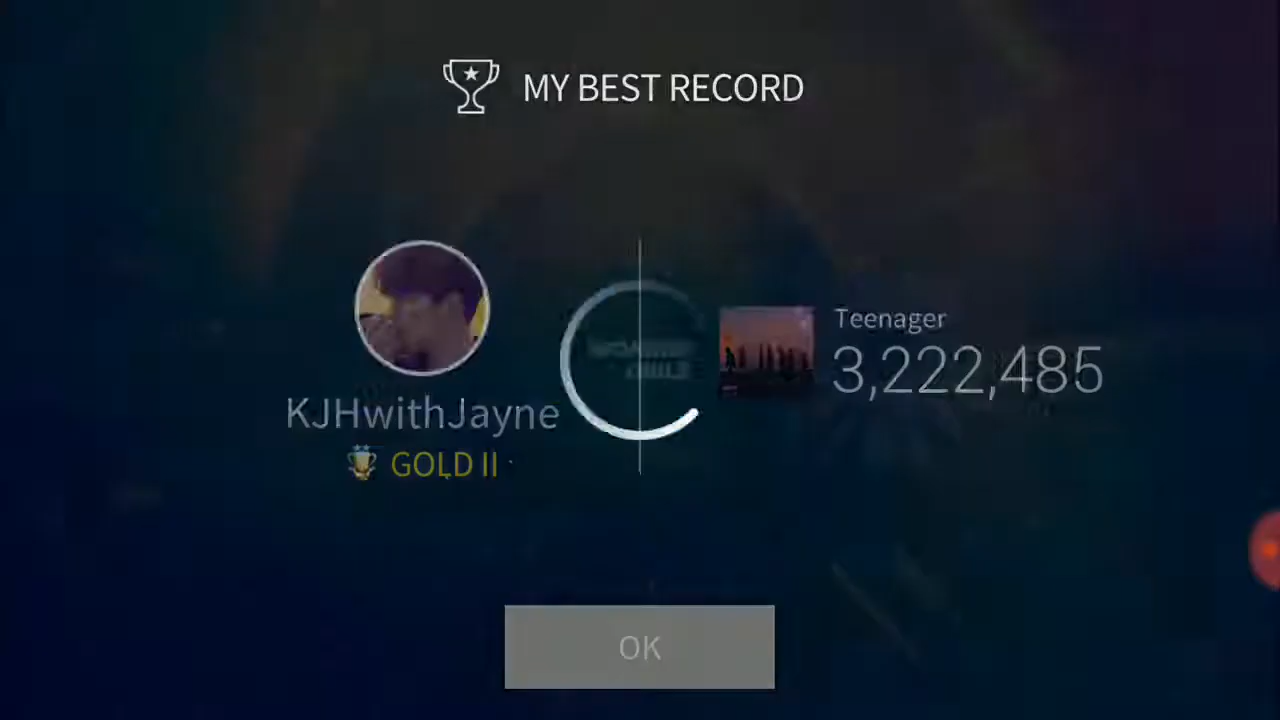 MY BEST RECORD
KJHwithJayne
GOLD II
Teenager
3,222,485
OK